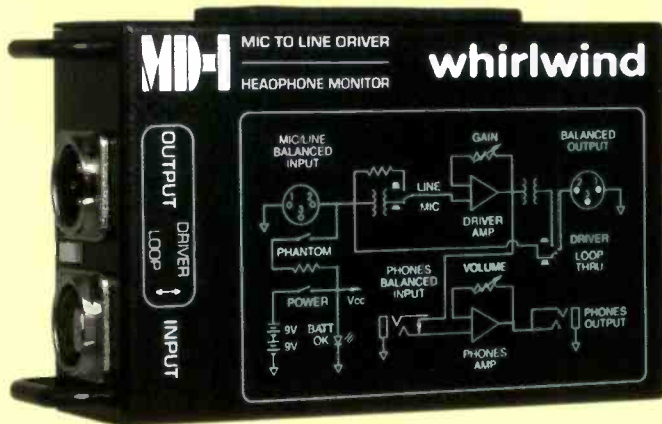 MD-1
MIC TO LINE DRIVER
HEADPHONE MONITOR
whirlwind
OUTPUT
DRIVER
LOOP
INPUT
MIC/LINE
BALANCED
INPUT
GAIN
BALANCED
OUTPUT
LINE
MIC
DRIVER
AMP
DRIVER
LOOP
THRU
PHANTOM
PHONES
BALANCED
INPUT
VOLUME
POWER
Vcc
9V
9V
BATT
OK
PHONES
AMP
PHONES
OUTPUT